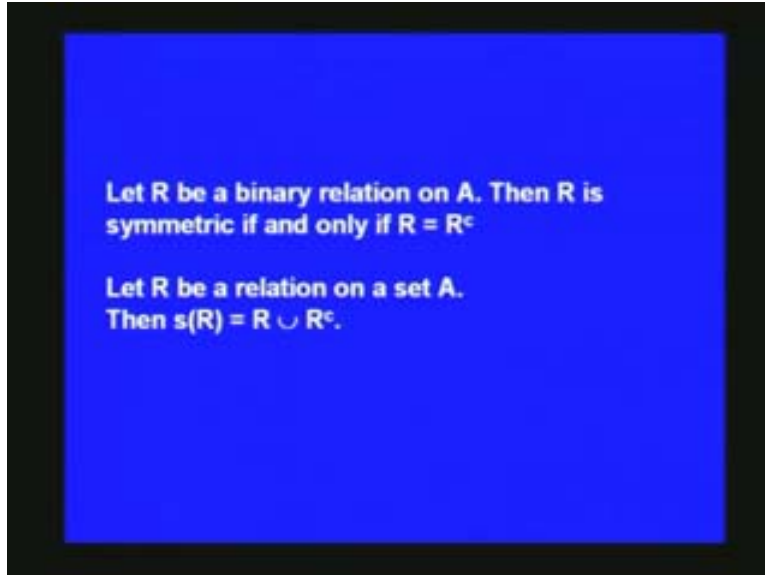 Let R be a binary relation on A. Then R is
symmetric if and only if R = Rᶜ
Let R be a relation on a set A.
Then s(R) = R ∪ Rᶜ.